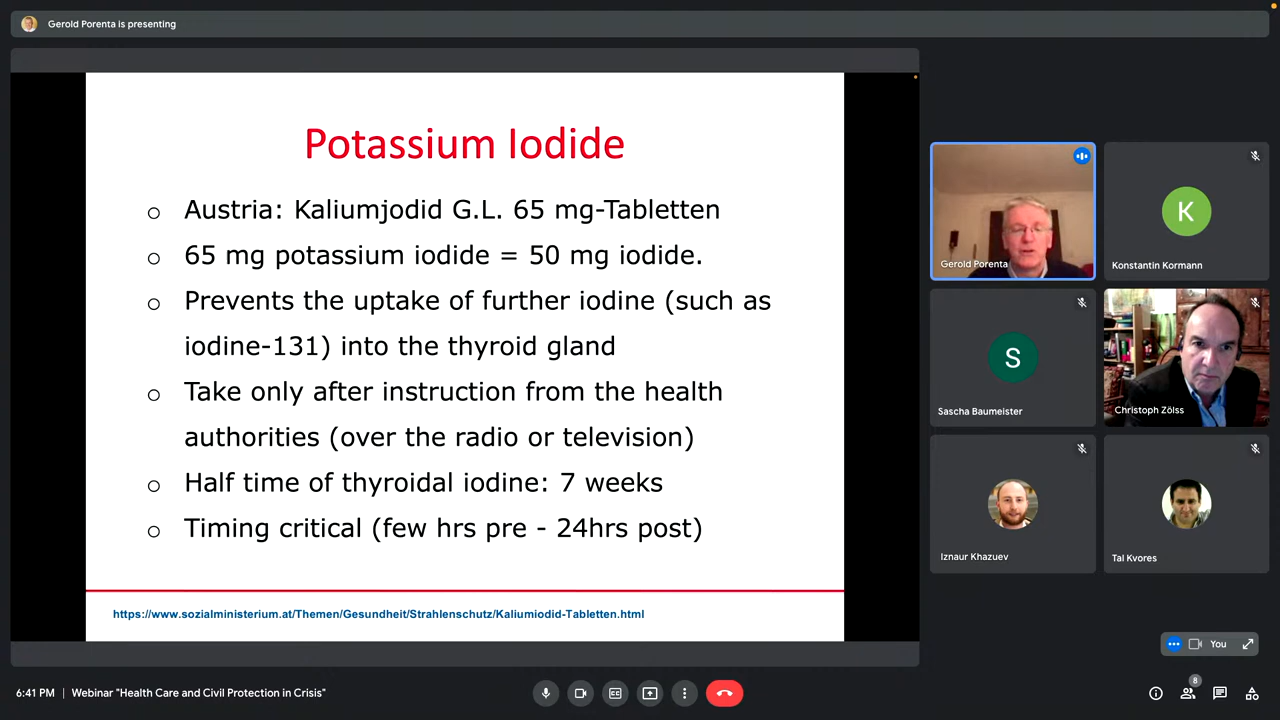 Gerold Porenta is presenting
Potassium Iodide
o Austria: Kaliumjodid G.L. 65 mg-Tabletten
o 65 mg potassium iodide = 50 mg iodide.
o Prevents the uptake of further iodine (such as
iodine-131) into the thyroid gland
o Take only after instruction from the health
authorities (over the radio or television)
o Half time of thyroidal iodine: 7 weeks
o Timing critical (few hrs pre - 24hrs post)
https://www.sozialministerium.at/Themen/Gesundheit/Strahlenschutz/Kaliumiodid-Tabletten.html
Gerold Porenta
K
Konstantin Kormann
S
Sascha Baumeister
Christoph Zölss
Iznaur Khazuev
Tal Kvores
You
6:41 PM | Webinar "Health Care and Civil Protection in Crisis"
CC
8